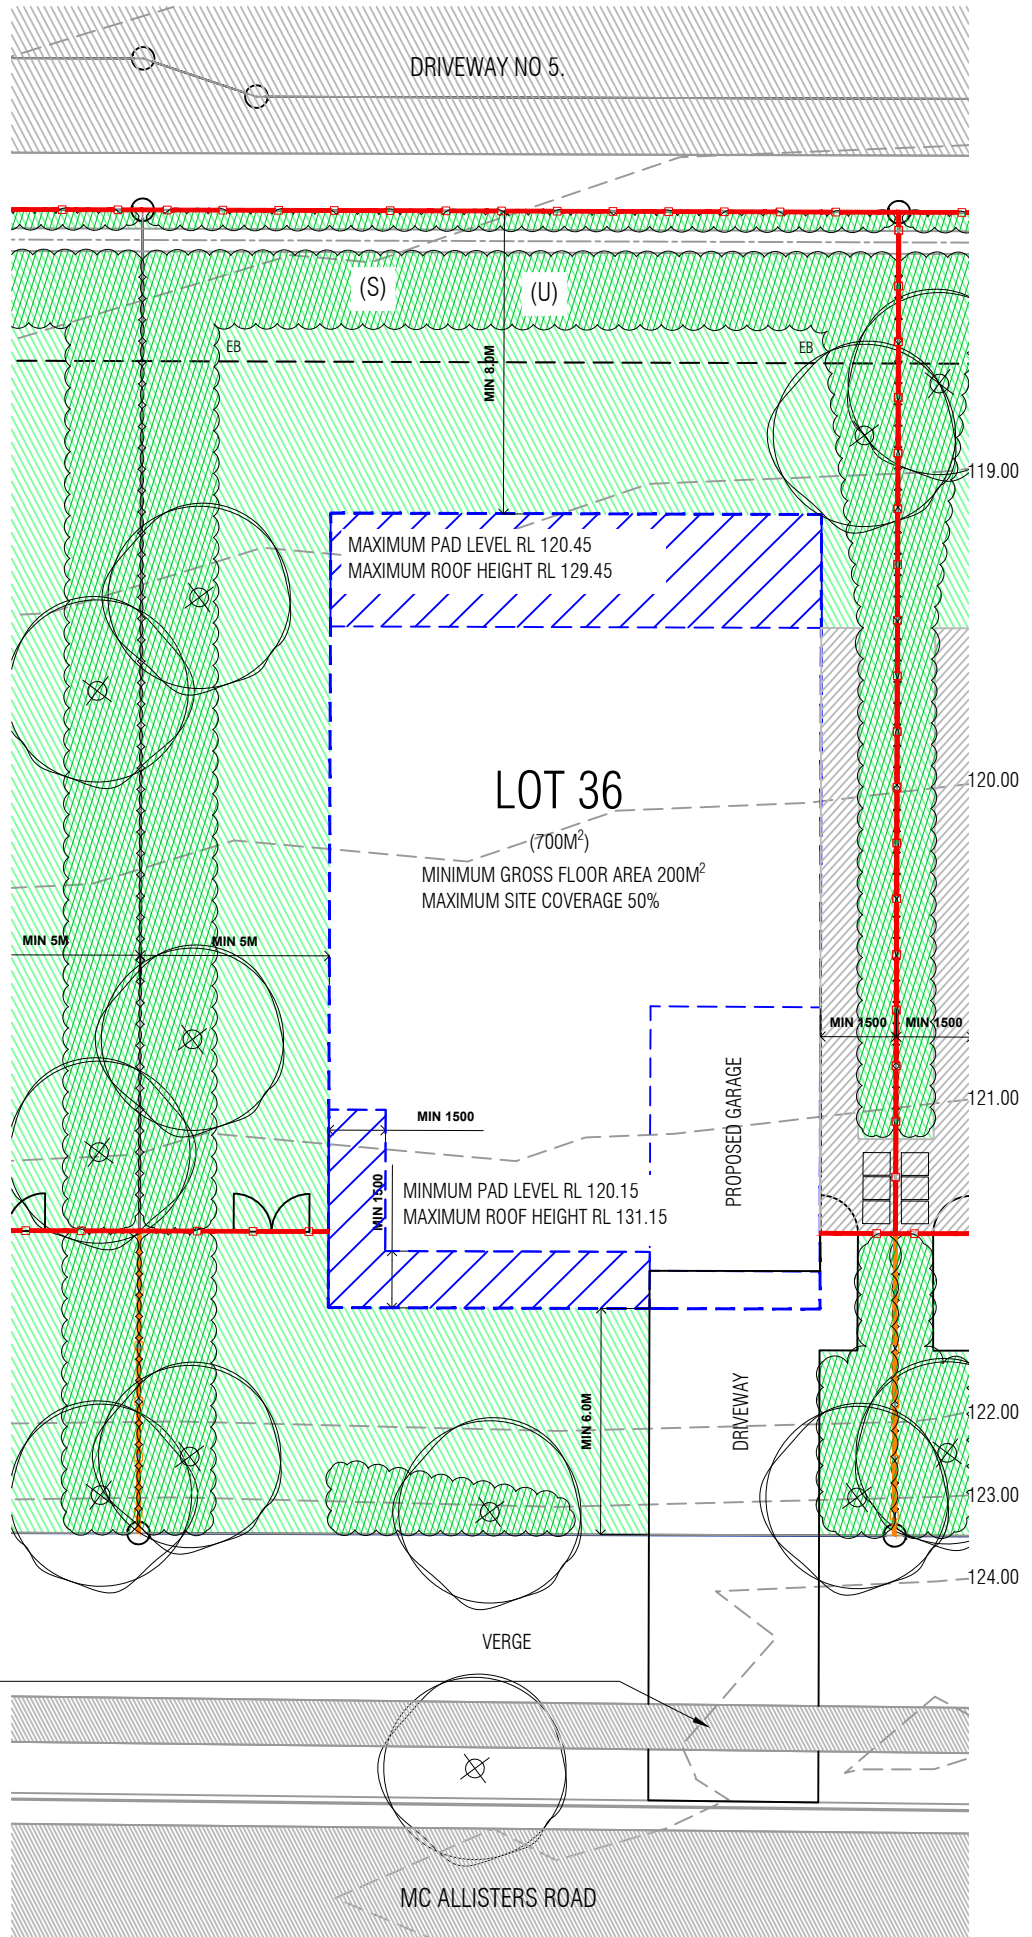 DRIVEWAY NO 5.
(S)
(U)
EB
EB
MIN 8.0M
119.00
MAXIMUM PAD LEVEL RL 120.45
MAXIMUM ROOF HEIGHT RL 129.45
LOT 36
120.00
(700M²)
MINIMUM GROSS FLOOR AREA 200M²
MAXIMUM SITE COVERAGE 50%
MIN 5M
MIN 5M
MIN 1500
MIN 1500
PROPOSED GARAGE
121.00
MIN 1500
MIN 1500
MINMUM PAD LEVEL RL 120.15
MAXIMUM ROOF HEIGHT RL 131.15
MIN 6.0M
DRIVEWAY
122.00
123.00
124.00
VERGE
MC ALLISTERS ROAD